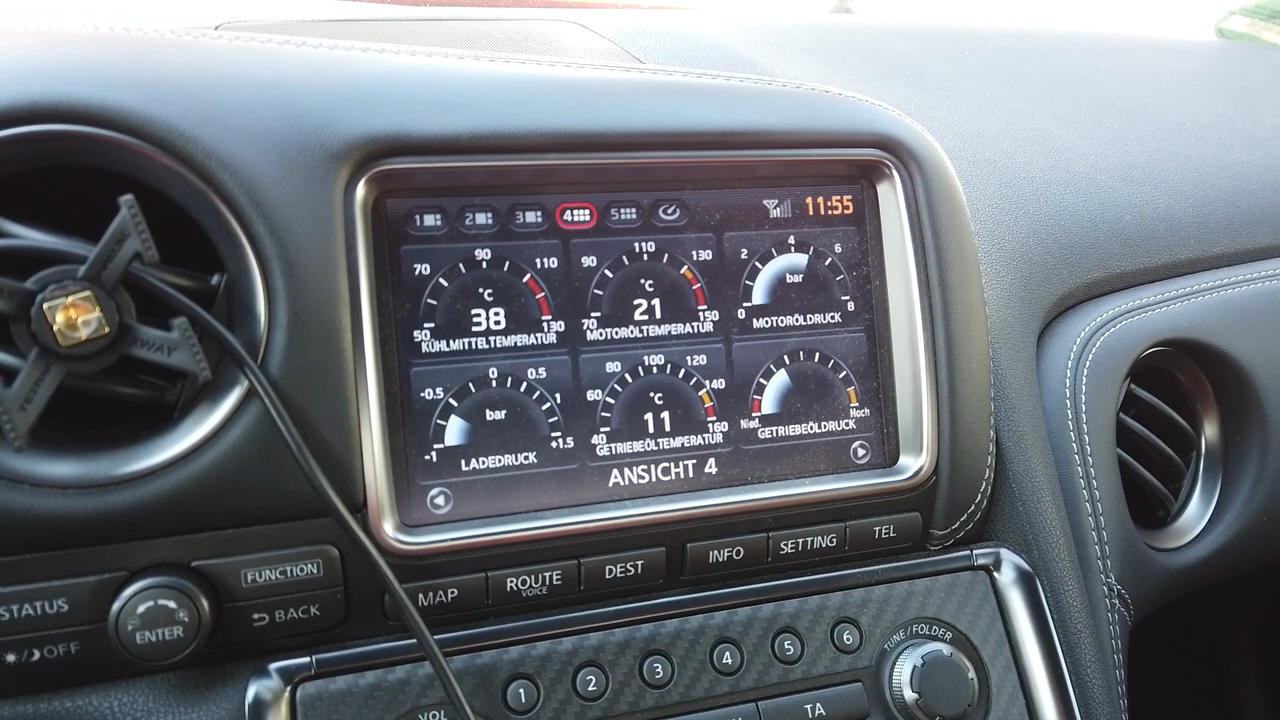 1 2 3 4 5
11:55
70 90 110
50 130
°C
38
KÜHLMITTELTEMPERATUR
90 110 130
70 150
°C
21
MOTORÖLTEMPERATUR
2 4 6
0 8
bar
MOTORÖLDRUCK
-0.5 0 0.5
-1 1 +1.5
bar
LADEDRUCK
60 80 100 120 140
40 160
°C
11
GETRIEBEÖLTEMPERATUR
Nied. Hoch
GETRIEBEÖLDRUCK
ANSICHT 4
MAP
ROUTE
VOICE
DEST
INFO
SETTING
TEL
STATUS
FUNCTION
BACK
ENTER
OFF
1 2 3 4 5 6
TUNE/FOLDER
VOL
TA